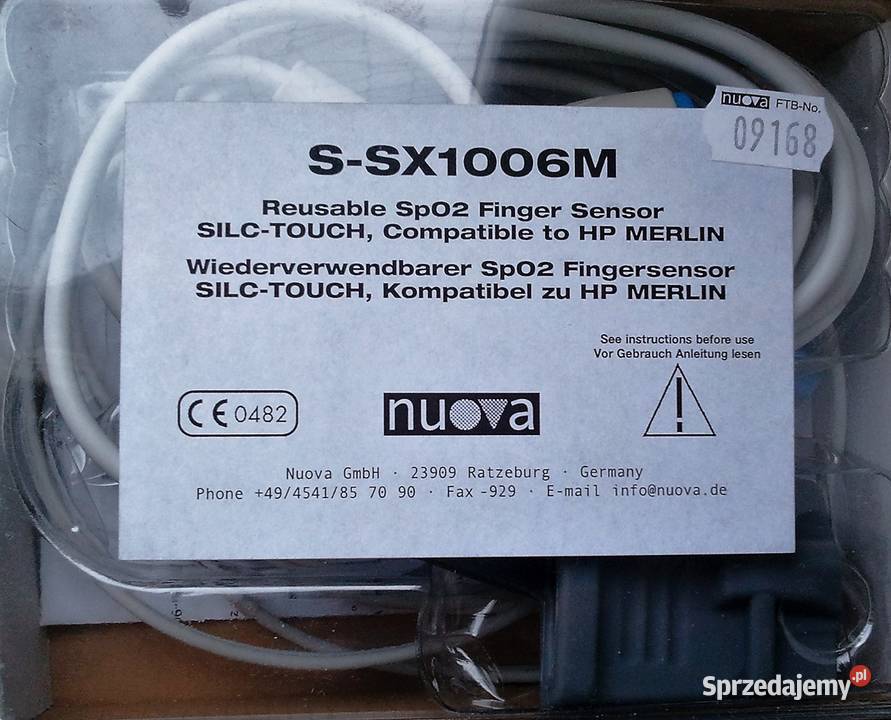 nuova FTB-No.
09168
S-SX1006M
Reusable SpO2 Finger Sensor
SILC-TOUCH, Compatible to HP MERLIN
Wiederverwendbarer SpO2 Fingersensor
SILC-TOUCH, Kompatibel zu HP MERLIN
See instructions before use
Vor Gebrauch Anleitung lesen
!
CE 0482
nuova
Nuova GmbH · 23909 Ratzeburg · Germany
Phone +49/4541/85 70 90 · Fax -929 · E-mail info@nuova.de
Sprzedajemy.pl